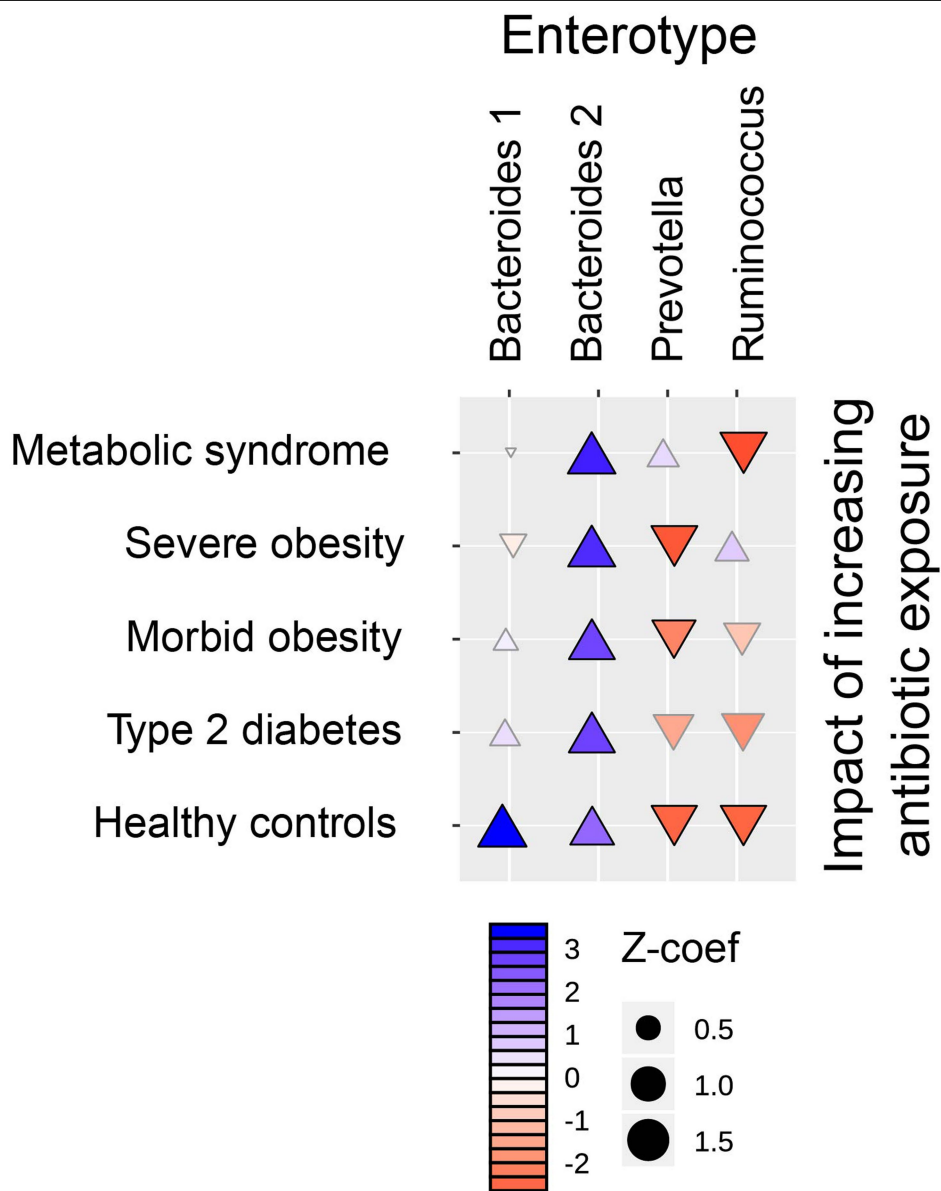 Enterotype
Bacteroides 1
Bacteroides 2
Prevotella
Ruminococcus
Metabolic syndrome
Severe obesity
Morbid obesity
Type 2 diabetes
Healthy controls
Impact of increasing
antibiotic exposure
3
2
1
0
-1
-2
Z-coef
0.5
1.0
1.5